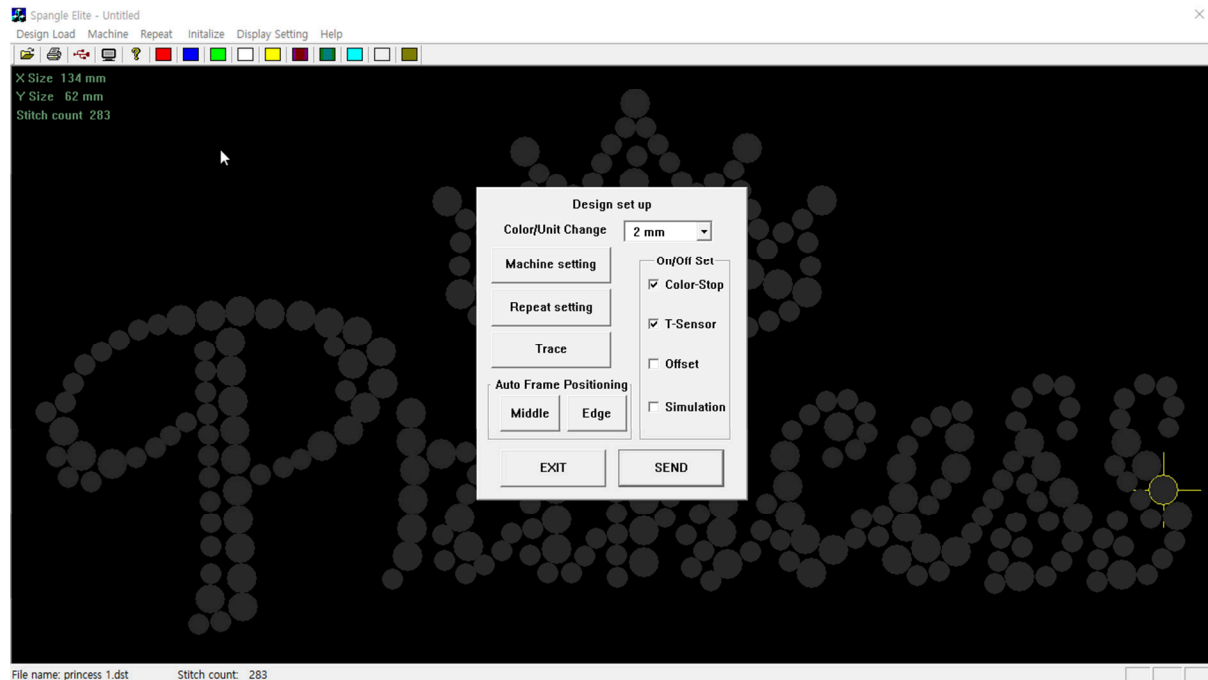 Spangle Elite - Untitled
Design Load Machine Repeat Initalize Display Setting Help
X Size 134 mm
Y Size 62 mm
Stitch count 283
Design set up
Color/Unit Change 2 mm
Machine setting
Repeat setting
Trace
Auto Frame Positioning
Middle Edge
On/Off Set
Color-Stop
T-Sensor
Offset
Simulation
EXIT SEND
File name: princess 1.dst Stitch count: 283